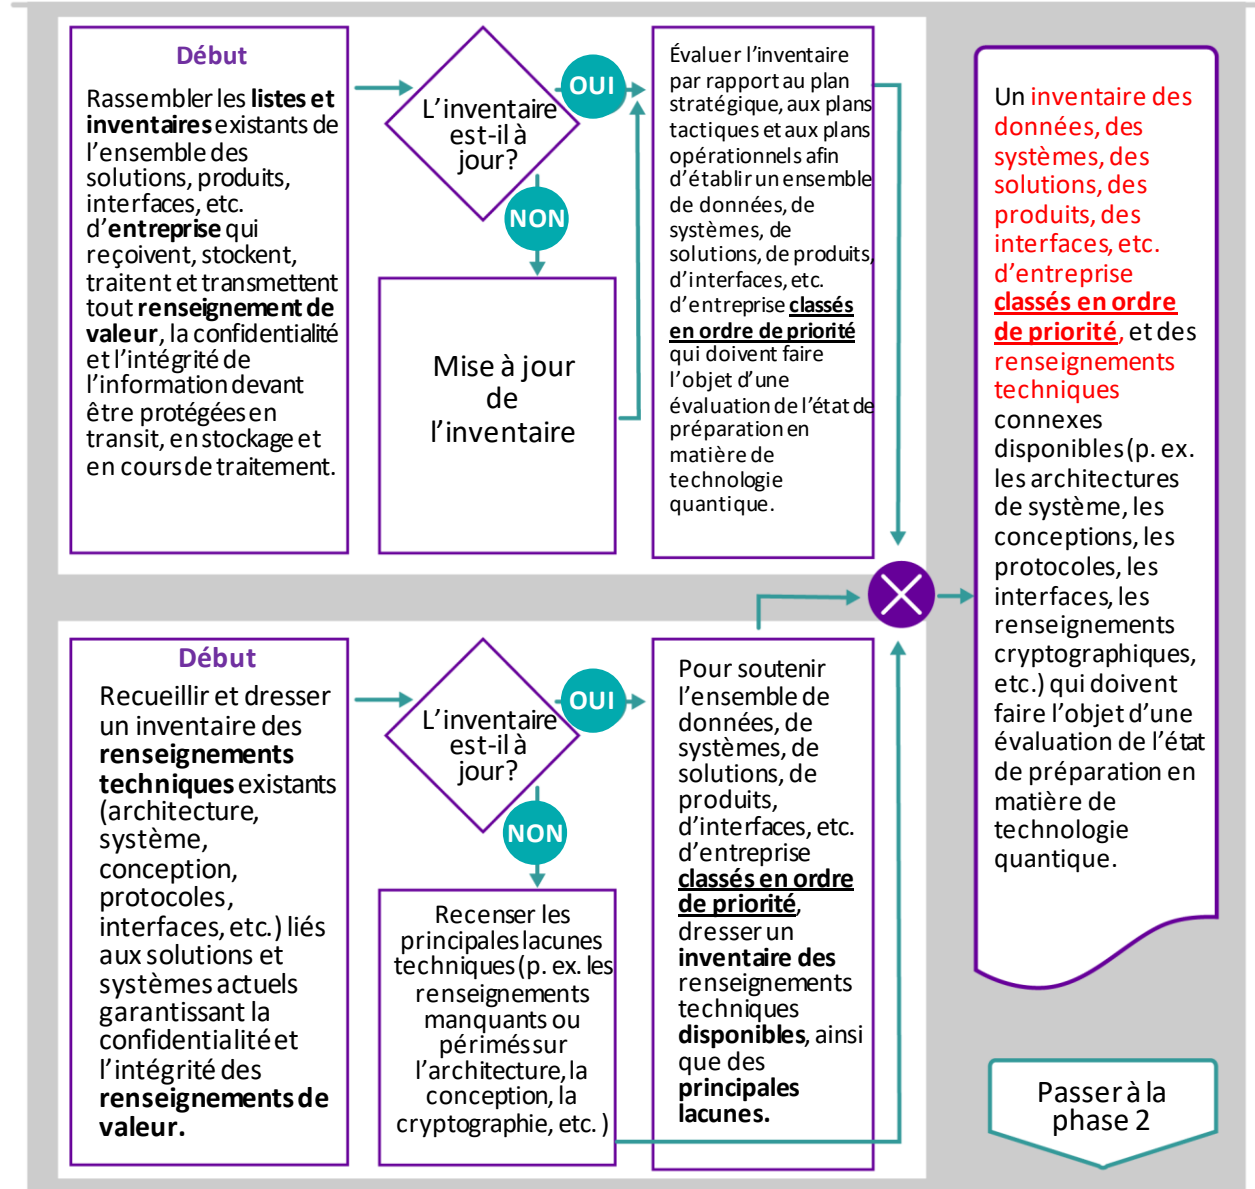 Début
Rassembler les listes et
inventaires existants de
l’ensemble des
solutions, produits,
interfaces, etc.
d’entreprise qui
reçoivent, stockent,
traitent et transmettent
tout renseignement de
valeur, la confidentialité
et l’intégrité de
l’information devant
être protégées en
transit, en stockage et
en cours de traitement.
L’inventaire
est-il à
jour?
OUI
NON
Mise à jour
de
l’inventaire
Évaluer l’inventaire
par rapport au plan
stratégique, aux plans
tactiques et aux plans
opérationnels afin
d’établir un ensemble
de données, de
systèmes, de
solutions, de produits,
d’interfaces, etc.
d’entreprise classés
en ordre de priorité
qui doivent faire
l’objet d’une
évaluation de l’état de
préparation en
matière de
technologie
quantique.
Début
Recueillir et dresser
un inventaire des
renseignements
techniques existants
(architecture,
système,
conception,
protocoles,
interfaces, etc.) liés
aux solutions et
systèmes actuels
garantissant la
confidentialité et
l’intégrité des
renseignements de
valeur.
L’inventaire
est-il à
jour?
OUI
NON
Recenser les
principales lacunes
techniques (p. ex. les
renseignements
manquants ou
périmés sur
l’architecture, la
conception, la
cryptographie, etc. )
Pour soutenir
l’ensemble de
données, de
systèmes, de
solutions, de
produits,
d’interfaces, etc.
d’entreprise
classés en ordre
de priorité,
dresser un
inventaire des
renseignements
techniques
disponibles, ainsi
que des
principales
lacunes.
Un inventaire des
données, des
systèmes, des
solutions, des
produits, des
interfaces, etc.
d’entreprise
classés en ordre
de priorité, et des
renseignements
techniques
connexes
disponibles (p. ex.
les architectures
de système, les
conceptions, les
protocoles, les
interfaces, les
renseignements
cryptographiques,
etc.) qui doivent
faire l’objet d’une
évaluation de l’état
de préparation en
matière de
technologie
quantique.
Passer à la
phase 2